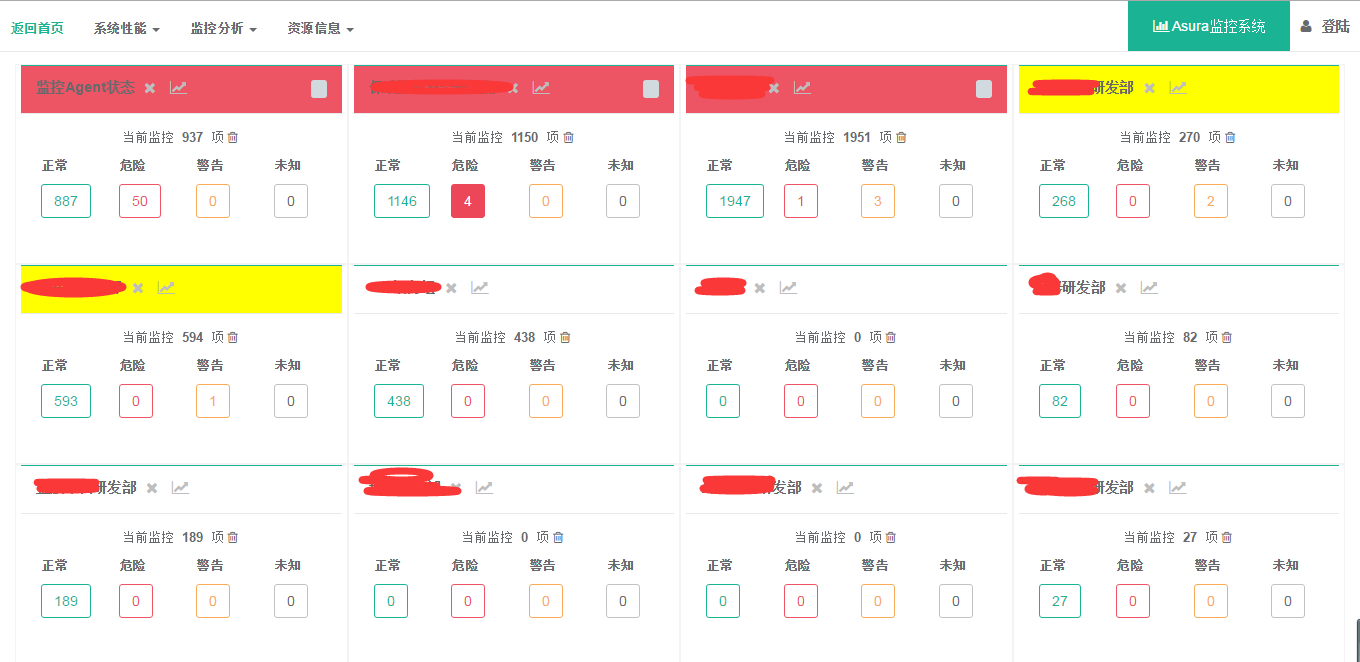 返回首页 系统性能 监控分析 资源信息 Asura监控系统 登陆
监控Agent状态 研发部
当前监控 937 项 当前监控 1150 项 当前监控 1951 项 当前监控 270 项
正常 危险 警告 未知 正常 危险 警告 未知 正常 危险 警告 未知 正常 危险 警告 未知
887 50 0 0 1146 4 0 0 1947 1 3 0 268 0 2 0
研发部
当前监控 594 项 当前监控 438 项 当前监控 0 项 当前监控 82 项
正常 危险 警告 未知 正常 危险 警告 未知 正常 危险 警告 未知 正常 危险 警告 未知
593 0 1 0 438 0 0 0 0 0 0 0 82 0 0 0
研发部 发部 研发部
当前监控 189 项 当前监控 0 项 当前监控 0 项 当前监控 27 项
正常 危险 警告 未知 正常 危险 警告 未知 正常 危险 警告 未知 正常 危险 警告 未知
189 0 0 0 0 0 0 0 0 0 0 0 27 0 0 0